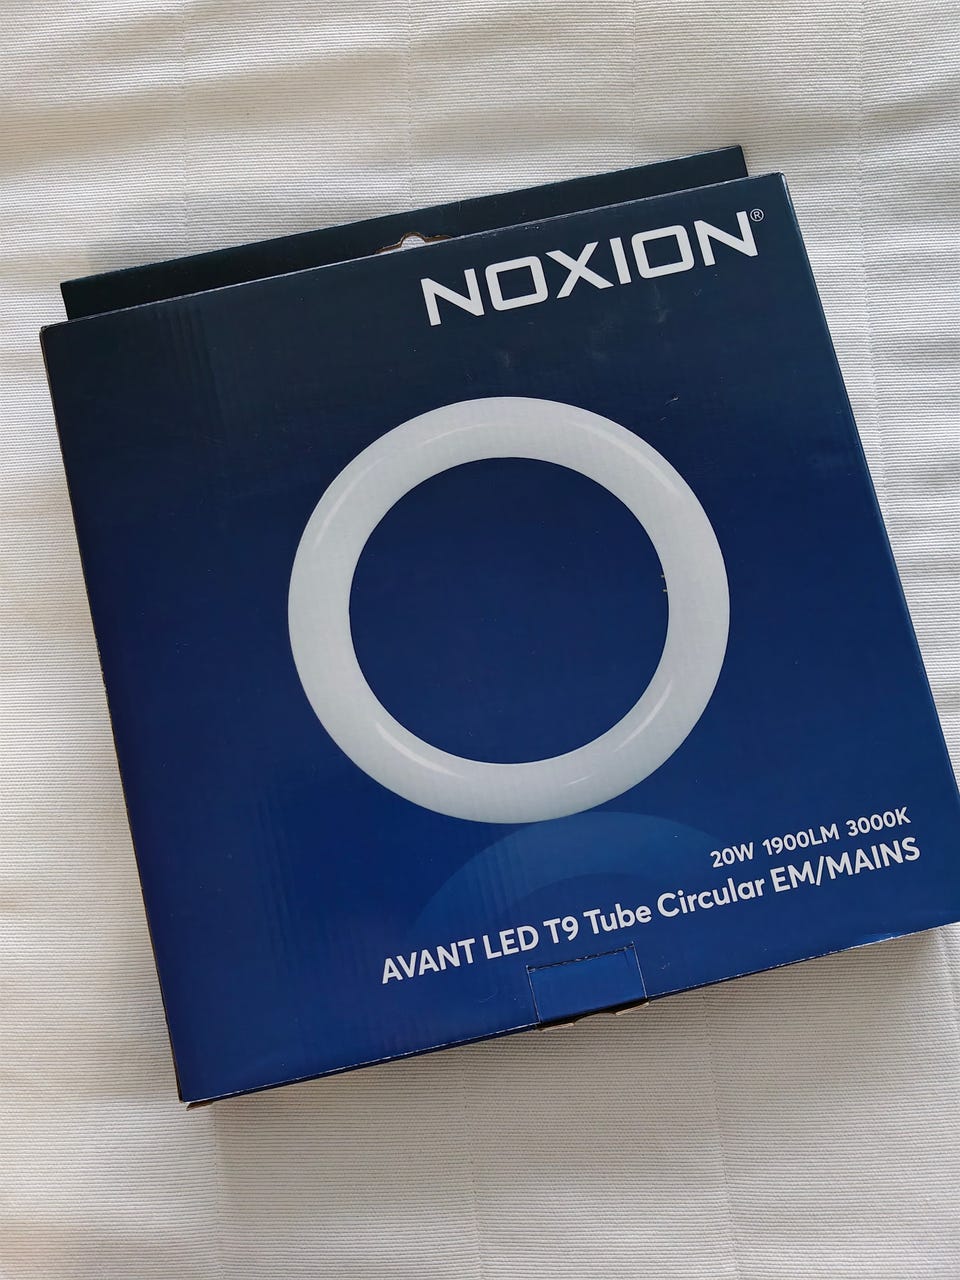 NOXION®
20W 1900LM 3000K
AVANT LED T9 Tube Circular EM/MAINS